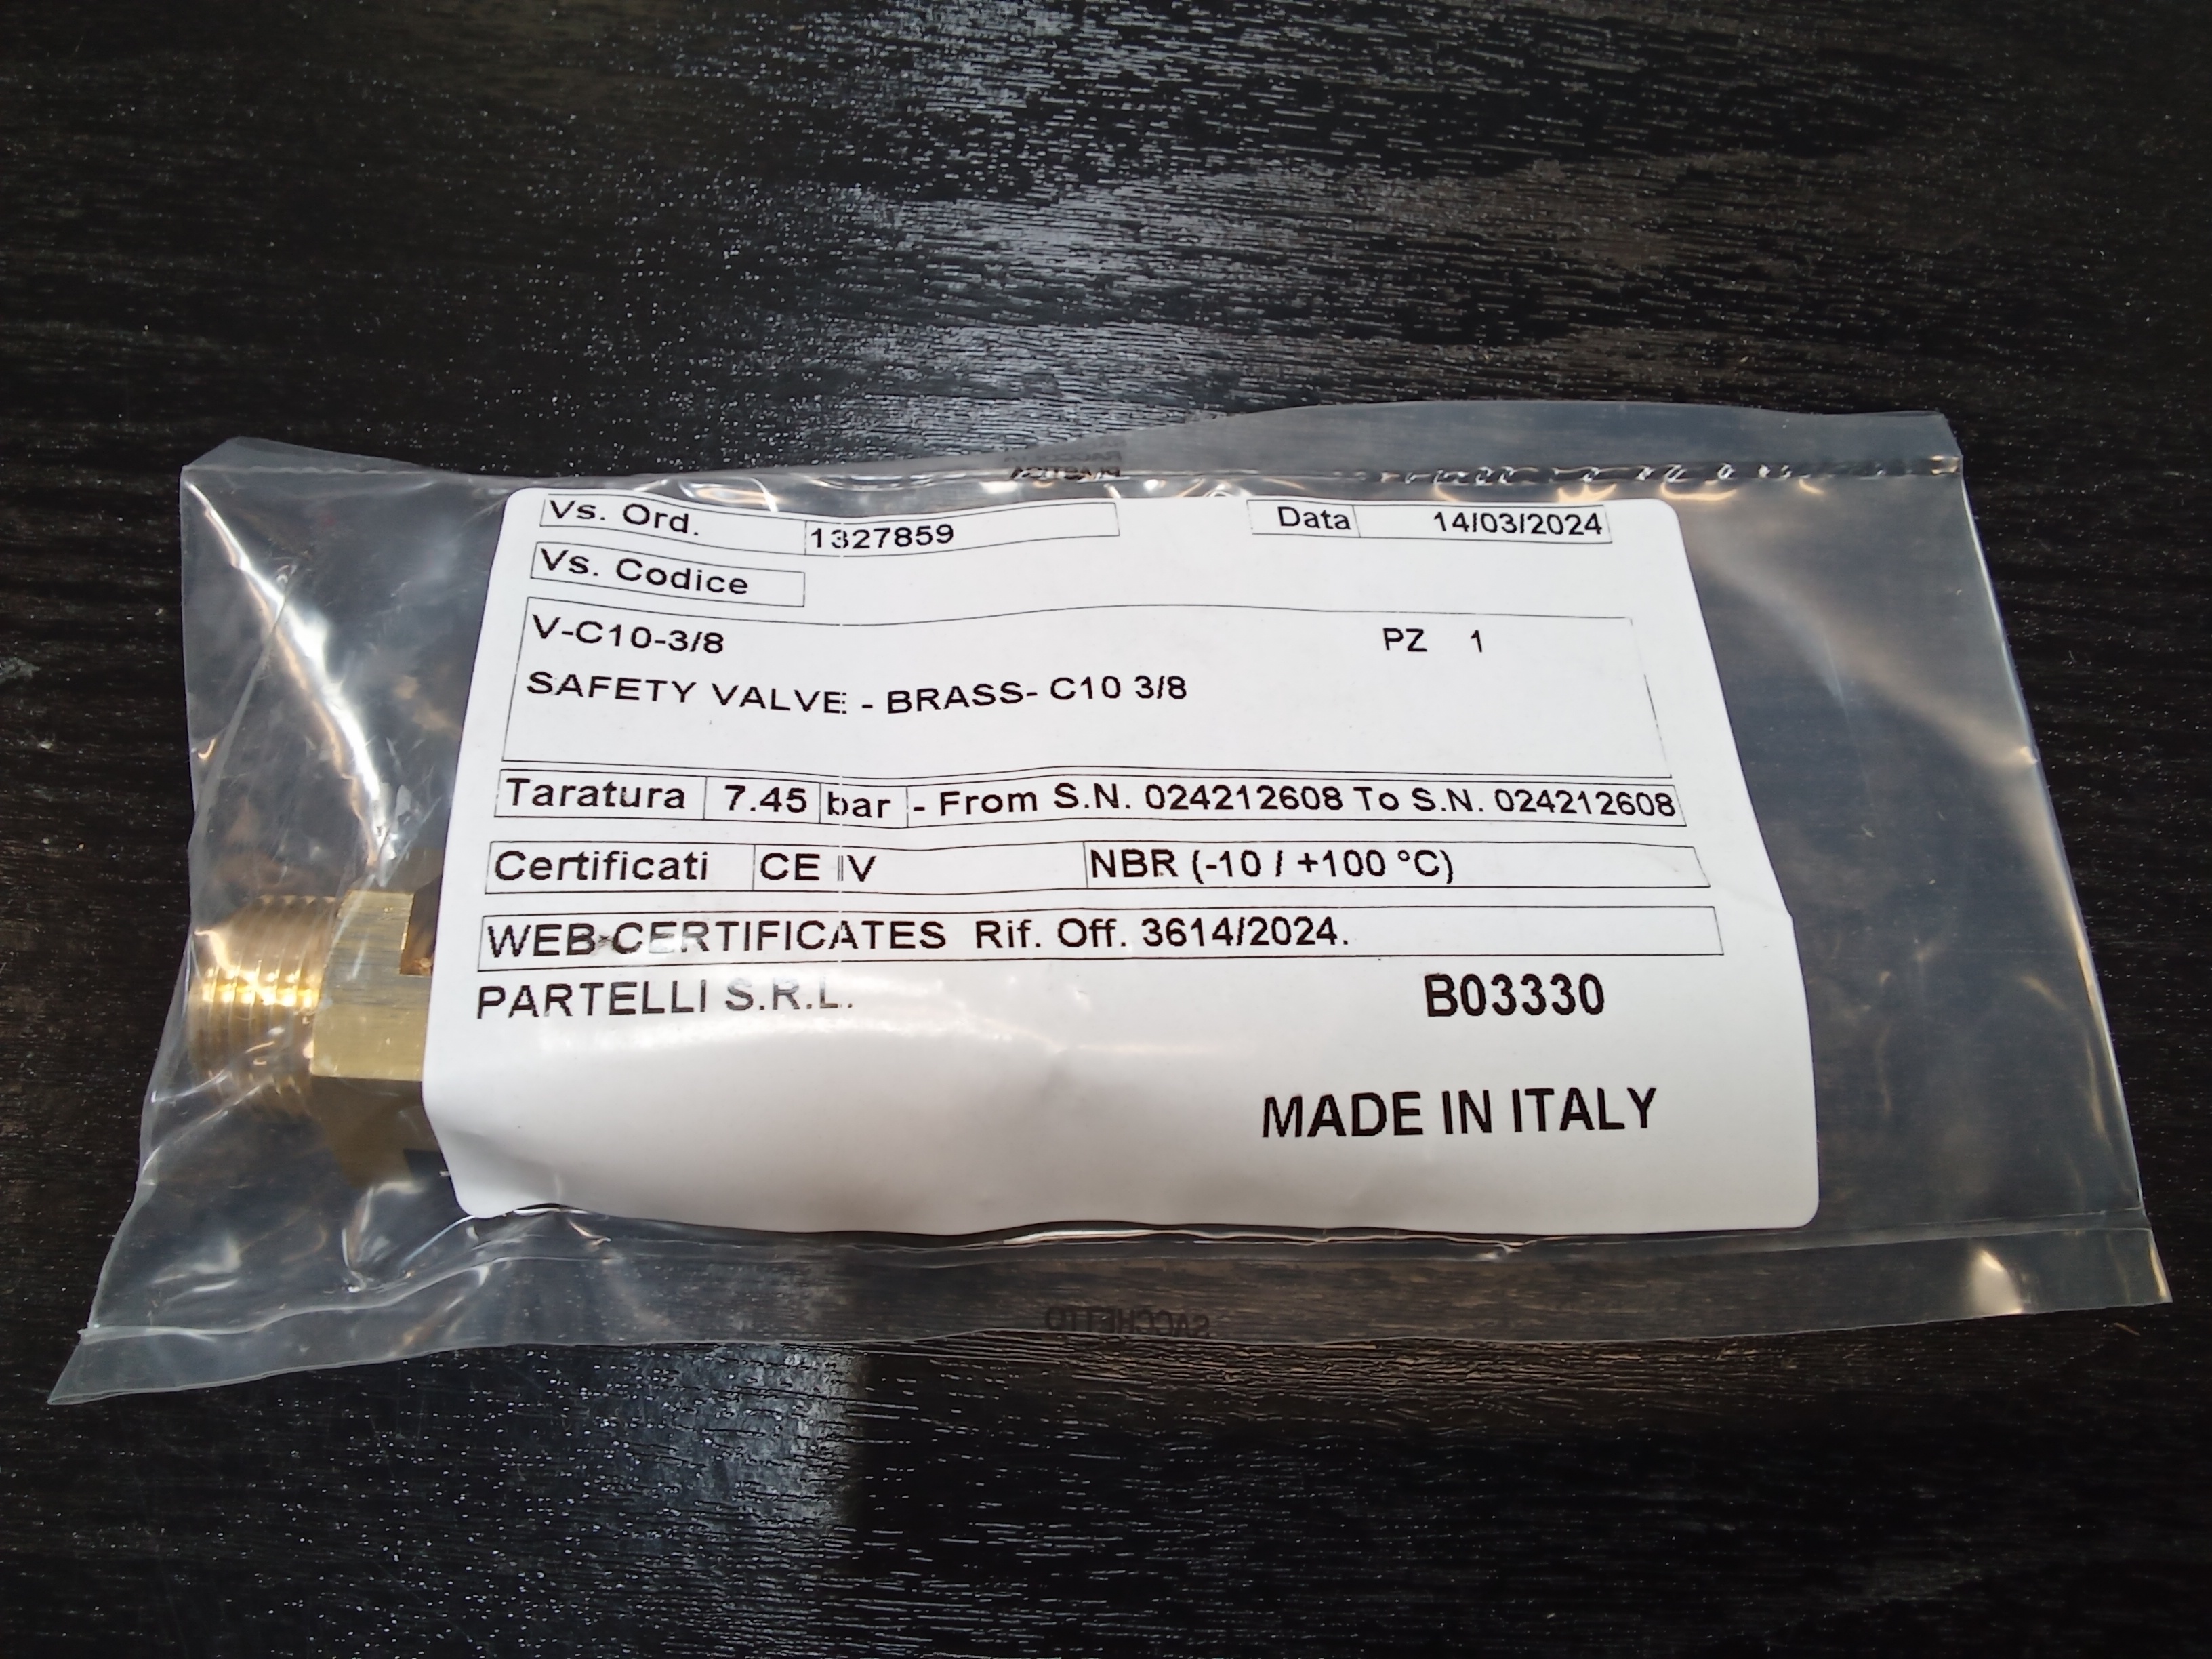 Vs. Ord. 1327859 Data 14/03/2024
Vs. Codice
V-C10-3/8 PZ 1
SAFETY VALVE - BRASS- C10 3/8
Taratura 7.45 bar - From S.N. 024212608 To S.N. 024212608
Certificati CE IV NBR (-10 / +100 °C)
WEB-CERTIFICATES Rif. Off. 3614/2024.
PARTELLI S.R.L. B03330
MADE IN ITALY
SACCHETTO